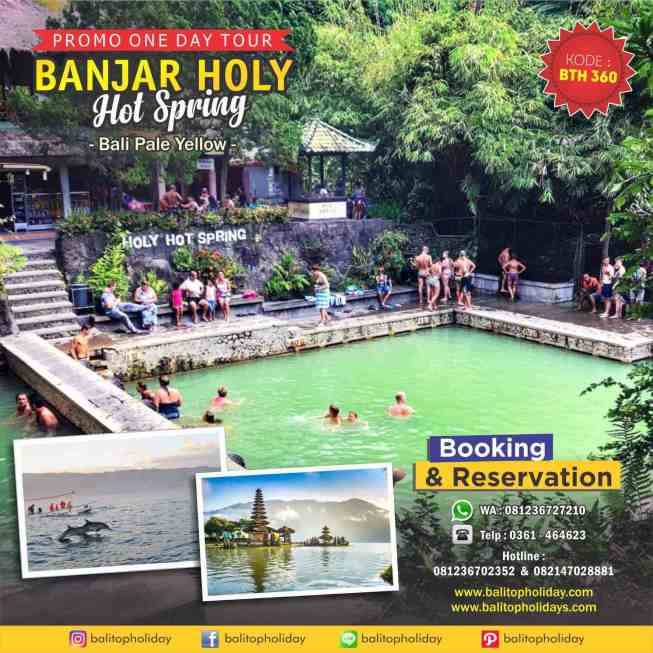 PROMO ONE DAY TOUR
BANJAR HOLY
Hot Spring
- Bali Pale Yellow -
KODE :
BTH 360
HOLY HOT SPRING
Booking
& Reservation
WA : 081236727210
Telp : 0361 - 464623
Hotline :
081236702352 & 082147028881
www.balitopholiday.com
www.balitopholidays.com
balitopholiday
balitopholiday
balitopholiday
balitopholiday